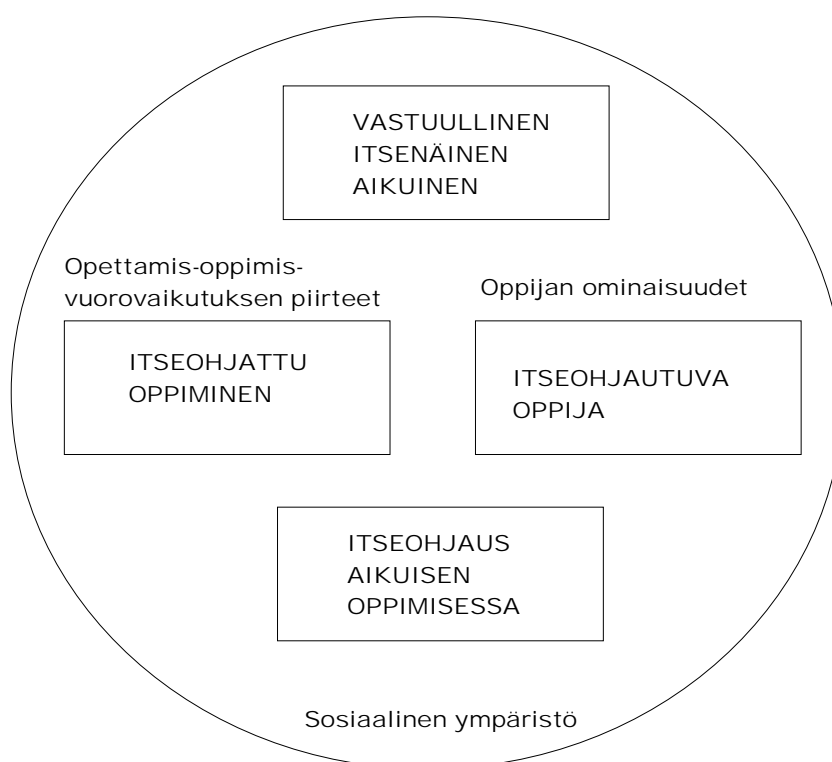 VASTUULLINEN
ITSENÄINEN
AIKUINEN
Opettamis-oppimis-
vuorovaikutuksen piirteet
Oppijan ominaisuudet
ITSEOHJATTU
OPPIMINEN
ITSEOHJAUTUVA
OPPIJA
ITSEOHJAUS
AIKUISEN
OPPIMISESSA
Sosiaalinen ympäristö